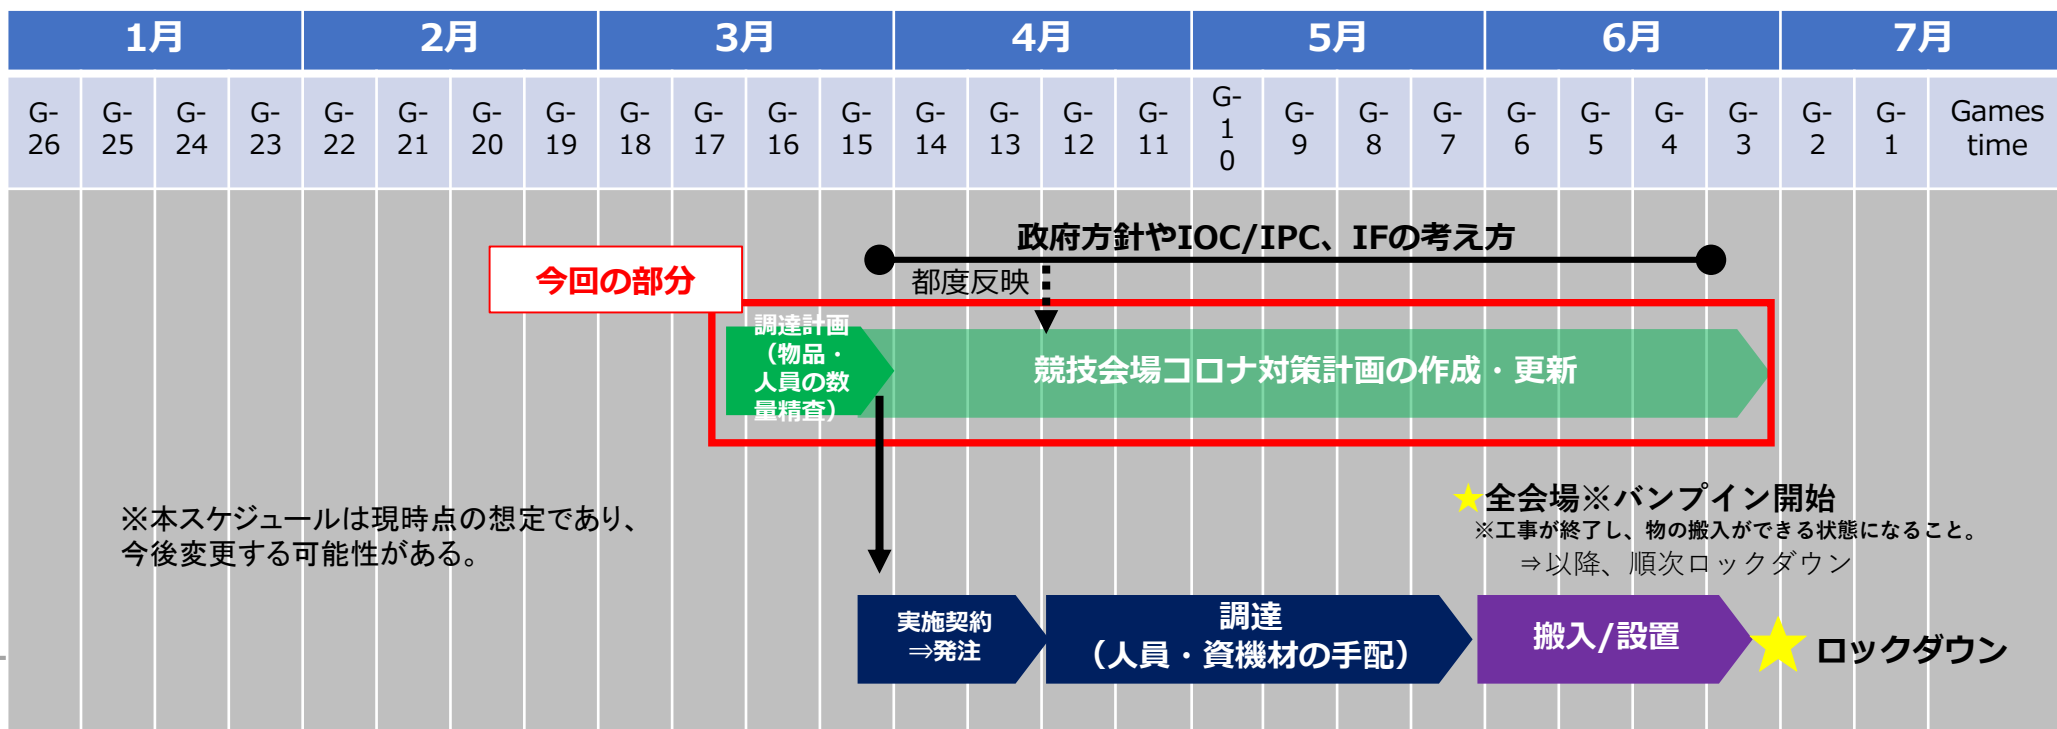 1月 2月 3月 4月 5月 6月 7月
G-26 G-25 G-24 G-23 G-22 G-21 G-20 G-19 G-18 G-17 G-16 G-15 G-14 G-13 G-12 G-11 G-10 G-9 G-8 G-7 G-6 G-5 G-4 G-3 G-2 G-1 Games time
政府方針やIOC/IPC、IFの考え方
今回の部分
都度反映
調達計画
（物品・
人員の数
量精査）
競技会場コロナ対策計画の作成・更新
★全会場※バンプイン開始
※工事が終了し、物の搬入ができる状態になること。
⇒以降、順次ロックダウン
※本スケジュールは現時点の想定であり、
今後変更する可能性がある。
実施契約
⇒発注
調達
（人員・資機材の手配）
搬入/設置
ロックダウン